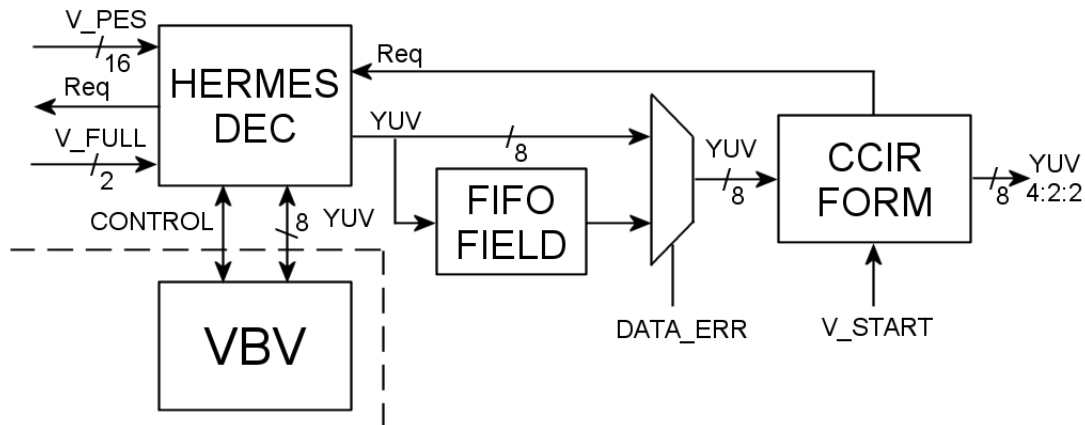 V_PES
16
Req
V_FULL
2
HERMES
DEC
Req
YUV
8
FIFO
FIELD
YUV
8
CCIR
FORM
YUV
8
4:2:2
CONTROL
8
YUV
VBV
DATA_ERR
V_START